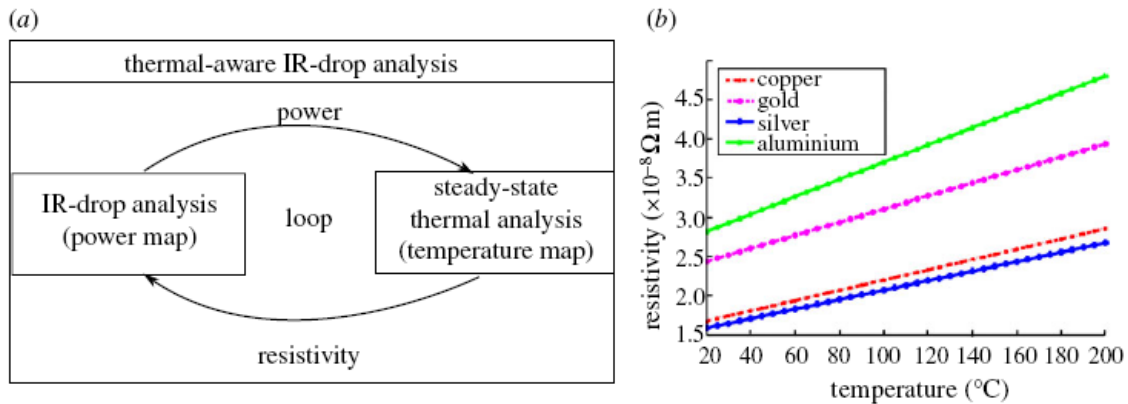 (a)
thermal-aware IR-drop analysis
power
IR-drop analysis
(power map)
loop
steady-state
thermal analysis
(temperature map)
resistivity
(b)
resistivity (×10⁻⁸ Ω m)
4.5
4.0
3.5
3.0
2.5
2.0
1.5
copper
gold
silver
aluminium
20 40 60 80 100 120 140 160 180 200
temperature (°C)